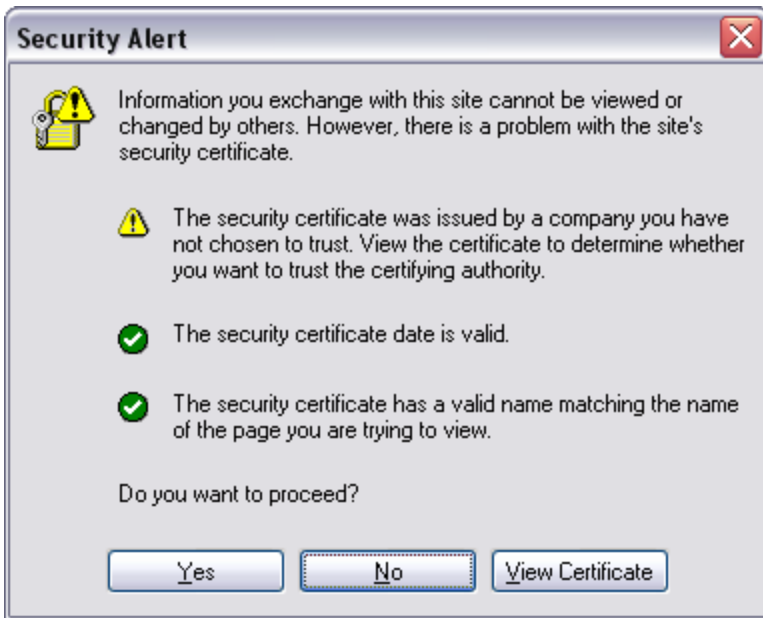 Security Alert
Information you exchange with this site cannot be viewed or
changed by others. However, there is a problem with the site's
security certificate.
The security certificate was issued by a company you have
not chosen to trust. View the certificate to determine whether
you want to trust the certifying authority.
The security certificate date is valid.
The security certificate has a valid name matching the name
of the page you are trying to view.
Do you want to proceed?
Yes No View Certificate